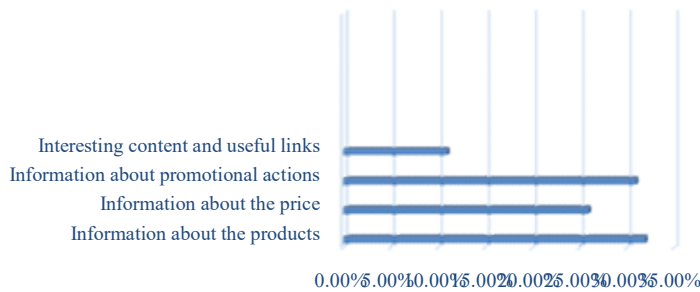 Interesting content and useful links
Information about promotional actions
Information about the price
Information about the products
0.00% 5.00% 10.00% 15.00% 20.00% 25.00% 30.00% 35.00%